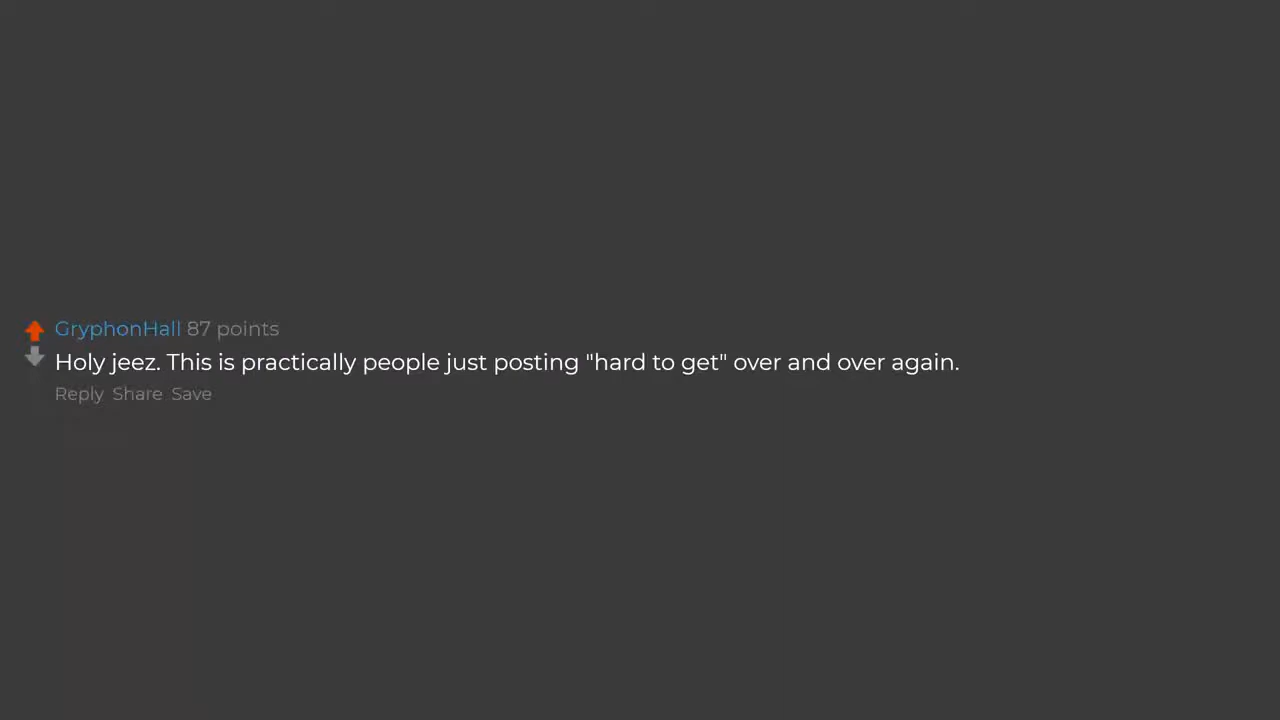 GryphonHall 87 points
Holy jeez. This is practically people just posting "hard to get" over and over again.
Reply Share Save